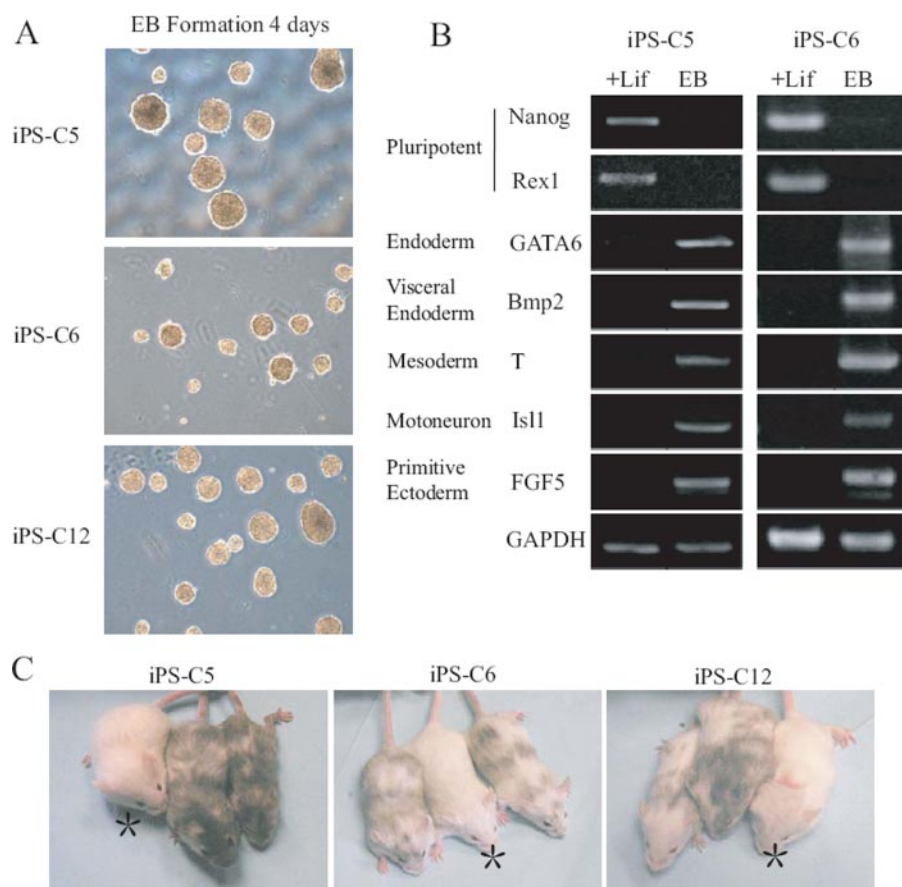 A
EB Formation 4 days
iPS-C5
iPS-C6
iPS-C12
B
iPS-C5
iPS-C6
+Lif
EB
+Lif
EB
Pluripotent
Nanog
Rex1
Endoderm
GATA6
Visceral
Endoderm
Bmp2
Mesoderm
T
Motoneuron
Isl1
Primitive
Ectoderm
FGF5
GAPDH
C
iPS-C5
iPS-C6
iPS-C12
*
*
*